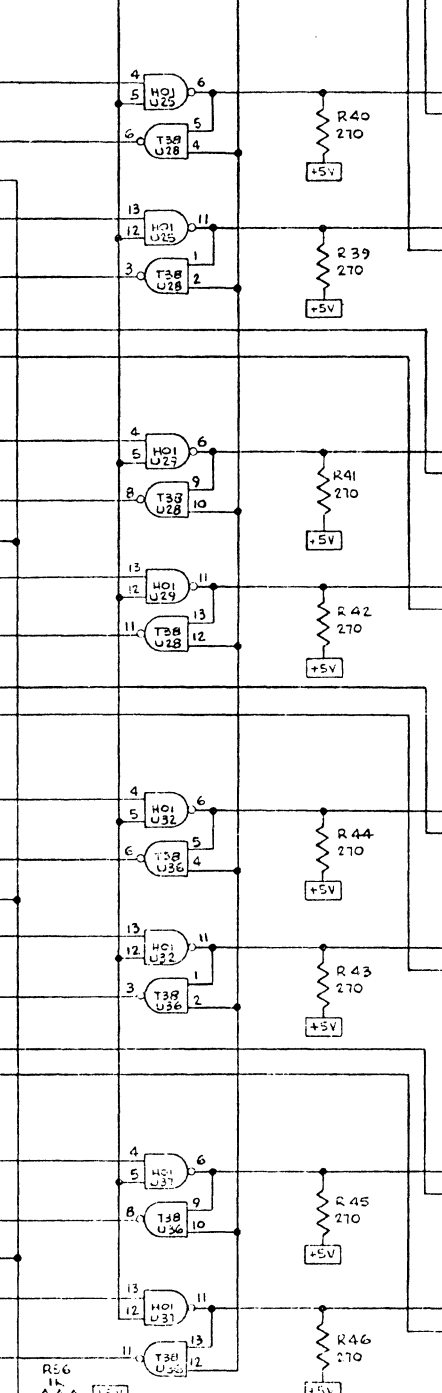 4 H01 6
5 U25
R40
270
5
6 T38 4
U28
+5V
13 H01 11
12 U25
R39
270
1
3 T38 2
U28
+5V
4 H01 6
5 U29
R41
270
9
8 T38 10
U28
+5V
13 H01 11
12 U29
R42
270
13
11 T38 12
U28
+5V
4 H01 6
5 U32
R44
270
5
6 T38 4
U36
+5V
13 H01 11
12 U32
R43
270
1
3 T38 2
U36
+5V
4 H01 6
5 U37
R45
270
9
8 T38 10
U36
+5V
13 H01 11
12 U37
R46
270
13
11 T38 12
U36
R56
1K
+5V